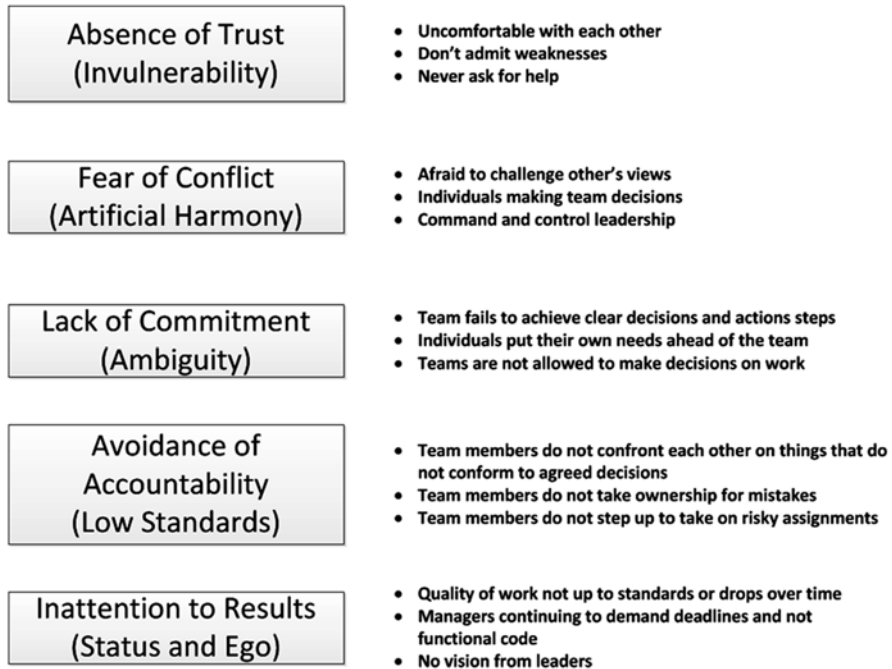 Absence of Trust
(Invulnerability)
• Uncomfortable with each other
• Don’t admit weaknesses
• Never ask for help
Fear of Conflict
(Artificial Harmony)
• Afraid to challenge other’s views
• Individuals making team decisions
• Command and control leadership
Lack of Commitment
(Ambiguity)
• Team fails to achieve clear decisions and actions steps
• Individuals put their own needs ahead of the team
• Teams are not allowed to make decisions on work
Avoidance of
Accountability
(Low Standards)
• Team members do not confront each other on things that do
not conform to agreed decisions
• Team members do not take ownership for mistakes
• Team members do not step up to take on risky assignments
Inattention to Results
(Status and Ego)
• Quality of work not up to standards or drops over time
• Managers continuing to demand deadlines and not
functional code
• No vision from leaders